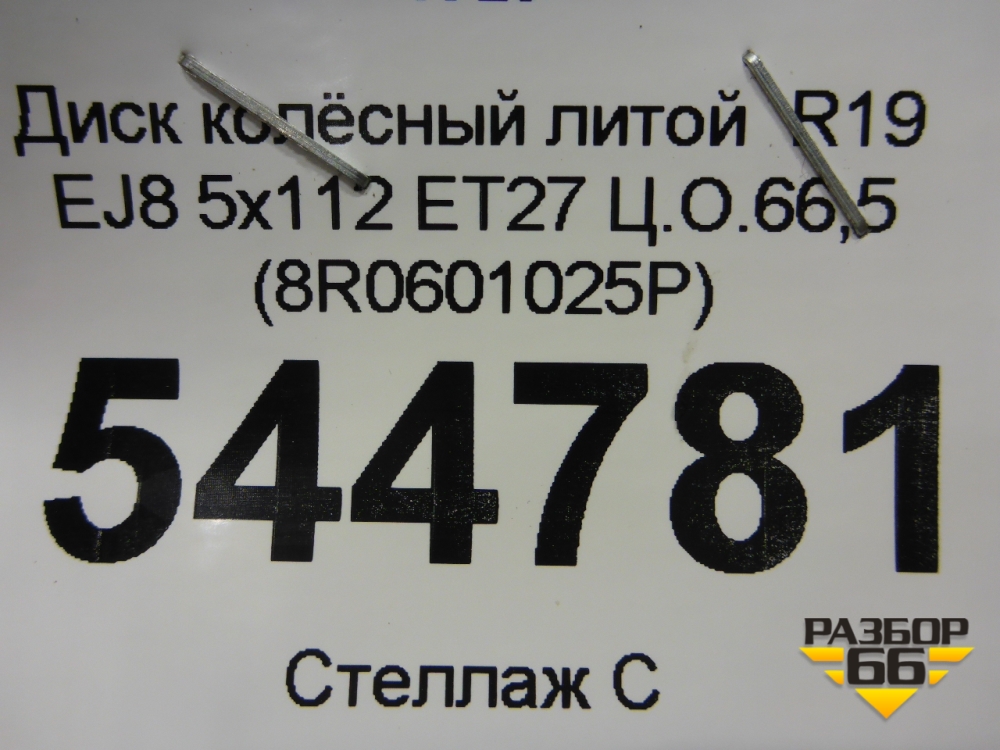 Диск колёсный литой R19
EJ8 5x112 ET27 Ц.О.66,5
(8R0601025P)
544781
Стеллаж С
РАЗБОР
66